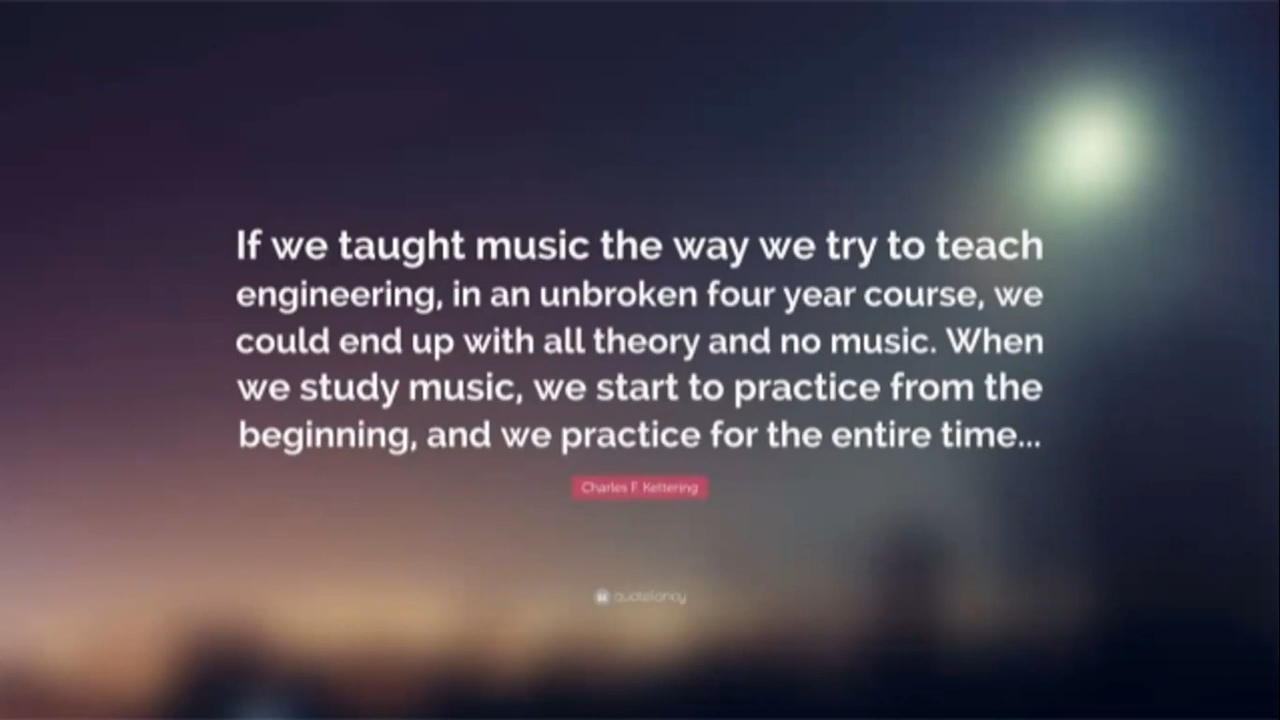 If we taught music the way we try to teach
engineering, in an unbroken four year course, we
could end up with all theory and no music. When
we study music, we start to practice from the
beginning, and we practice for the entire time...
Charles F. Kettering
quotefancy